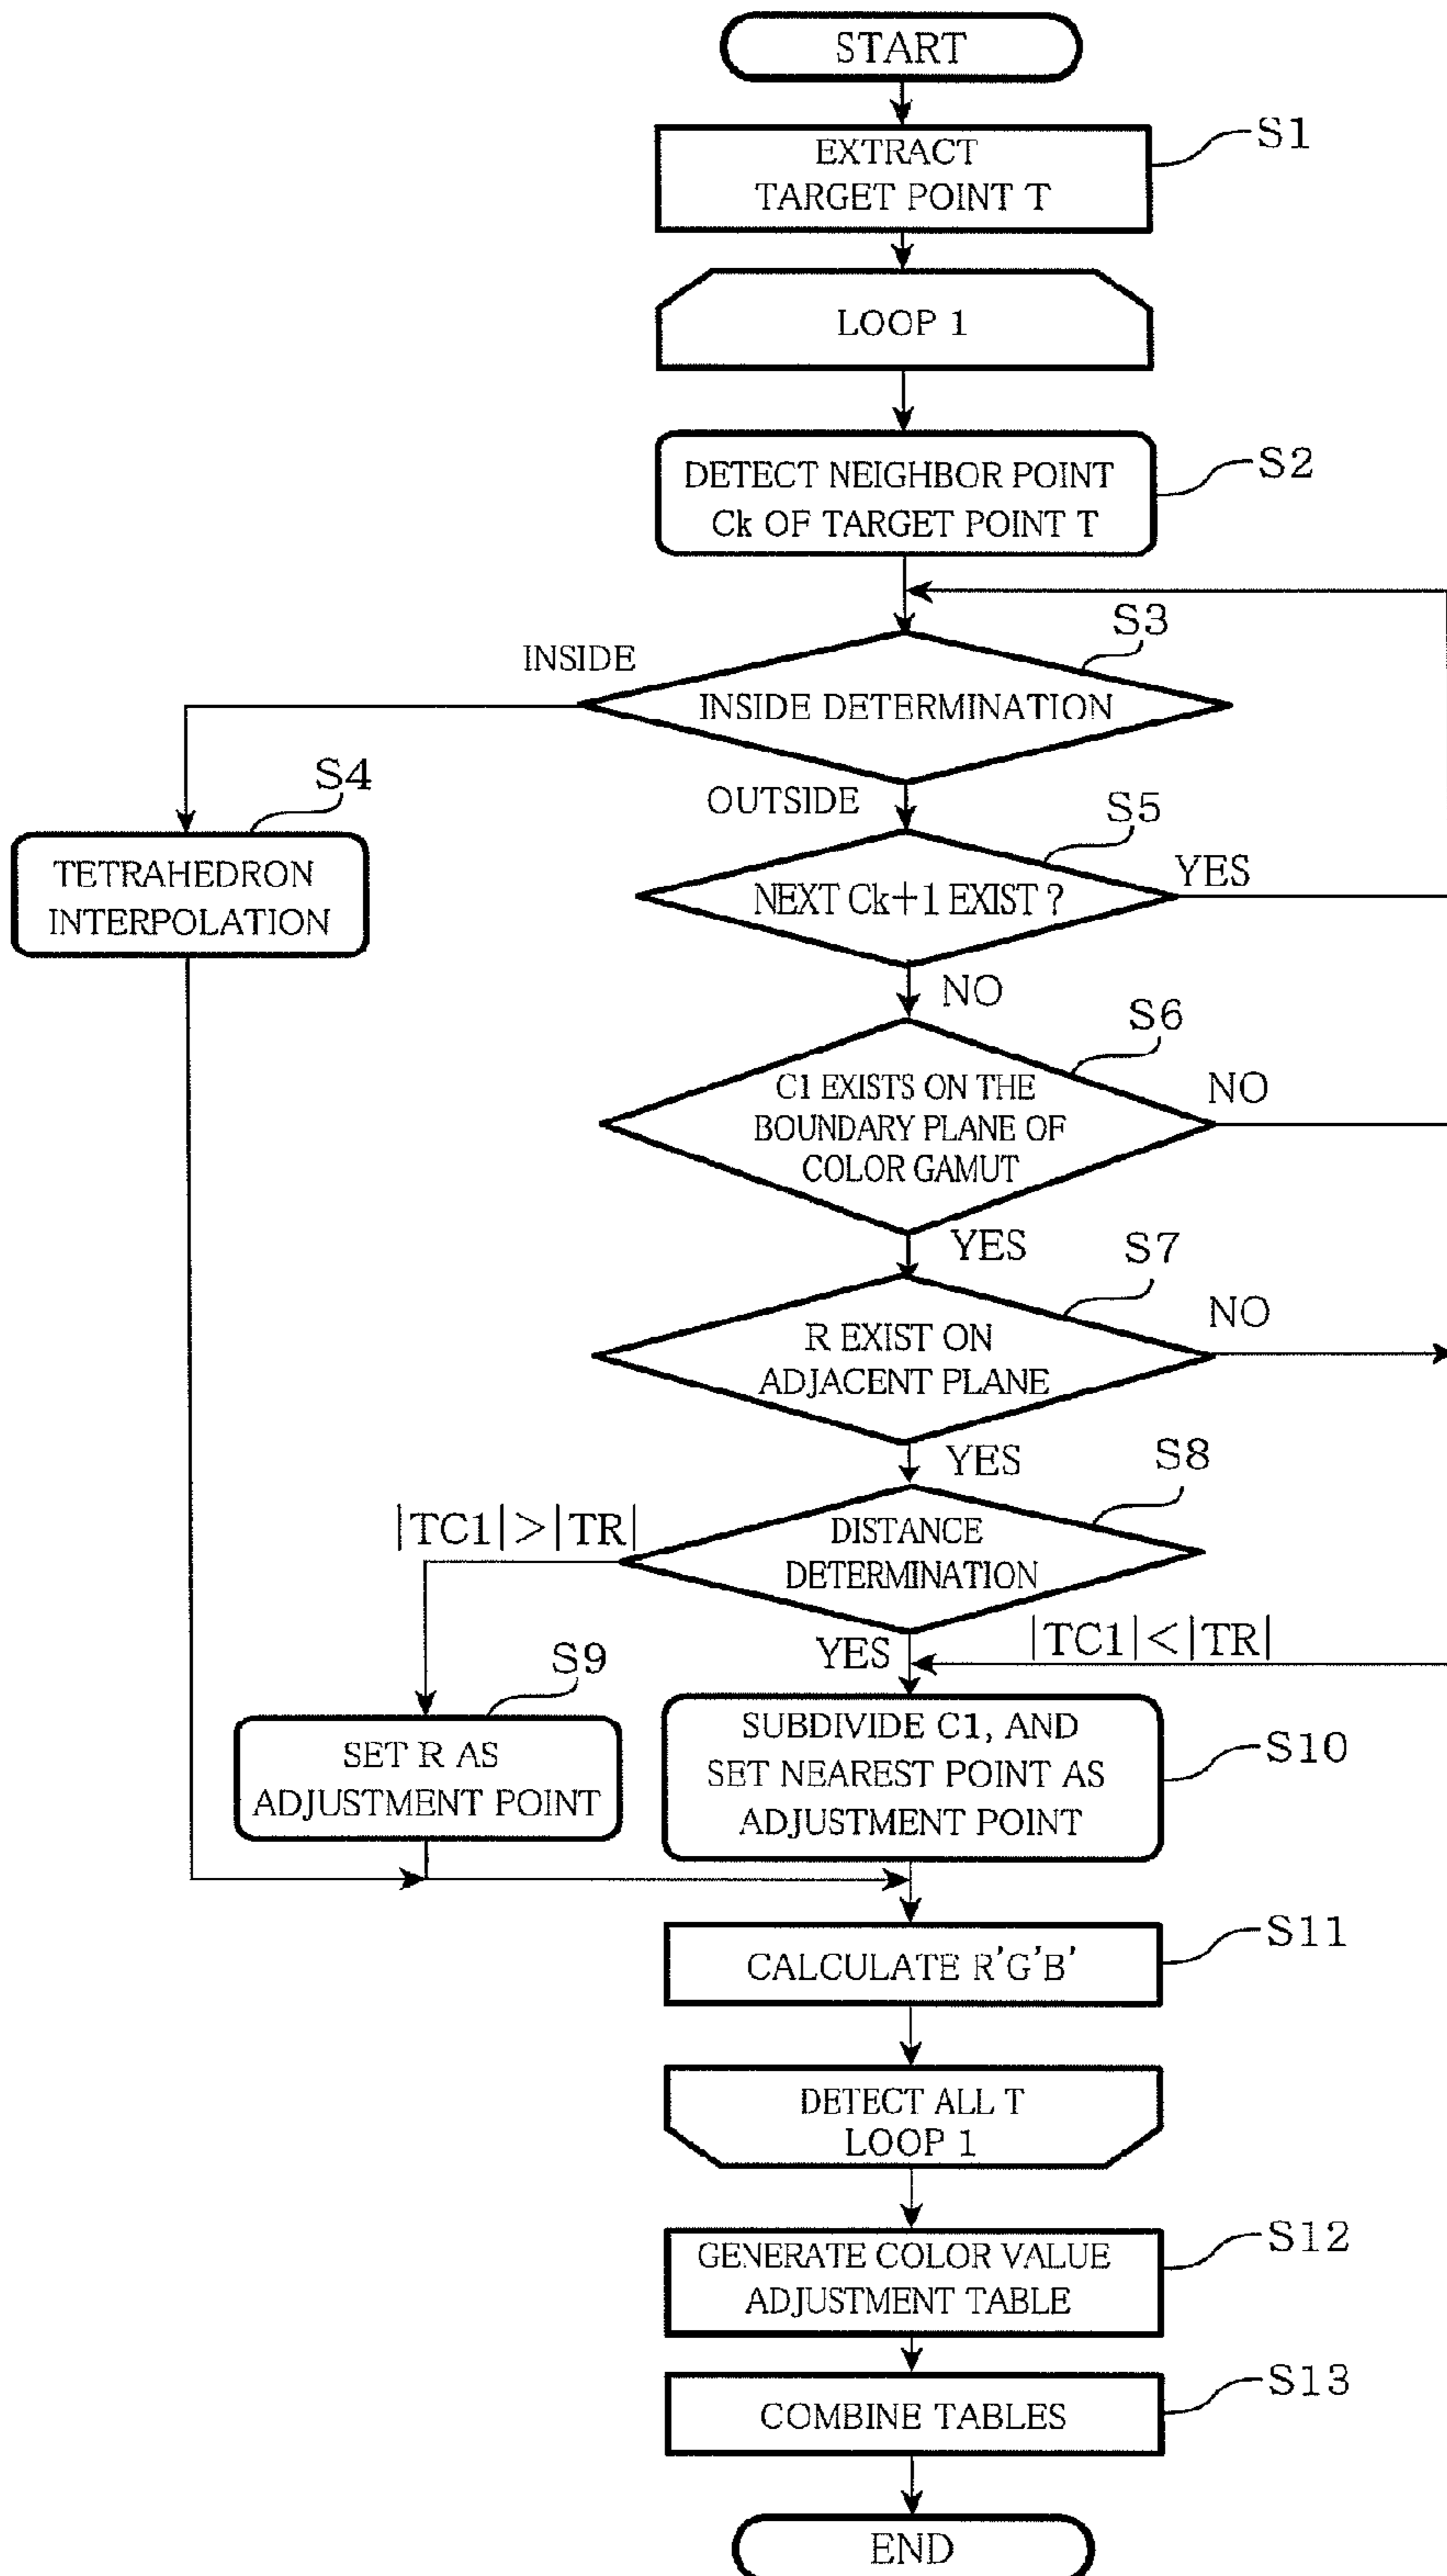 START
S1
EXTRACT
TARGET POINT T
LOOP 1
S2
DETECT NEIGHBOR POINT
Ck OF TARGET POINT T
S3
INSIDE
INSIDE DETERMINATION
S4
OUTSIDE
S5
TETRAHEDRON
INTERPOLATION
NEXT Ck+1 EXIST ?
YES
NO
S6
C1 EXISTS ON THE
BOUNDARY PLANE OF
COLOR GAMUT
NO
YES
S7
R EXIST ON
ADJACENT PLANE
NO
YES
S8
|TC1|>|TR|
DISTANCE
DETERMINATION
YES
|TC1|<|TR|
S9
SET R AS
ADJUSTMENT POINT
SUBDIVIDE C1, AND
SET NEAREST POINT AS
ADJUSTMENT POINT
S10
S11
CALCULATE R'G'B'
DETECT ALL T
LOOP 1
S12
GENERATE COLOR VALUE
ADJUSTMENT TABLE
S13
COMBINE TABLES
END